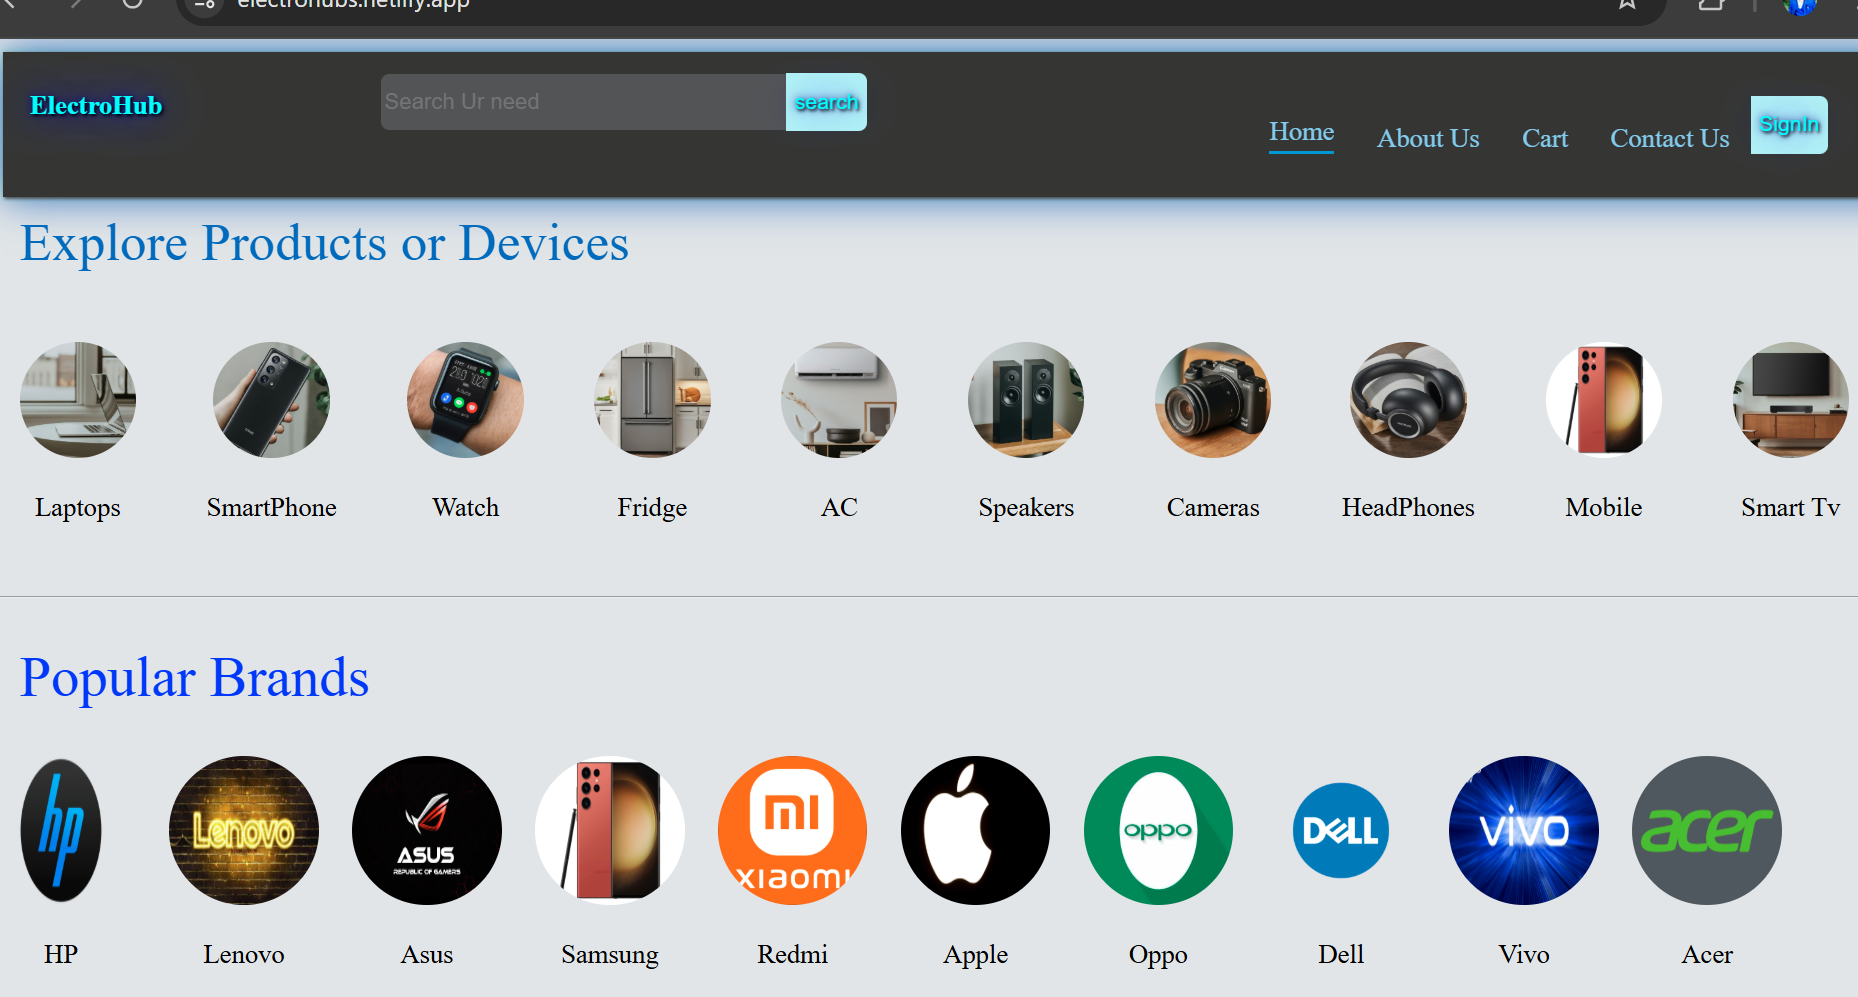 electrohubs.netlify.app
ElectroHub
Search Ur need
search
Home
About Us
Cart
Contact Us
SignIn
Explore Products or Devices
Laptops
SmartPhone
Watch
Fridge
AC
Speakers
Cameras
HeadPhones
Mobile
Smart Tv
Popular Brands
hp
Lenovo
ASUS
REPUBLIC OF GAMERS
mi
xiaomi
oppo
DELL
vivo
acer
HP
Lenovo
Asus
Samsung
Redmi
Apple
Oppo
Dell
Vivo
Acer